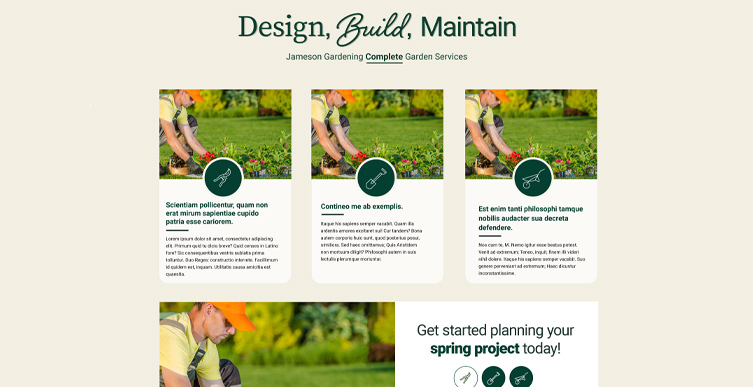 Design, Build, Maintain
Jameson Gardening Complete Garden Services
Scientiam pollicentur, quam non
erat mirum sapientiae cupido
patria esse cariorem.
Lorem ipsum dolor sit amet, consectetur adipiscing
elit. Primum quid tu dicis breve? Quid censes in Latino
fore? Sic consequentibus vestris sublatis prima
tolluntur. Duo Reges: constructio interrete. Facillimum
id quidem est, inquam. Utilitatis causa amicitia est
quaesita.
Contineo me ab exemplis.
Itaque his sapiens semper vacabit. Quam illa
ardentis amores excitaret sui! Cur tandem? Bona
autem corporis huic sunt, quod posterius posui,
similiora. Sed haec omittamus; Quis Aristidem
non mortuum diligit? Philosophi autem in suis
lectulis plerumque moriuntur.
Est enim tanti philosophi tamque
nobilis audacter sua decreta
defendere.
Nos cum te, M. Nemo igitur esse beatus potest.
Venit ad extremum; Teneo, inquit, finem illi videri
nihil dolere. Itaque his sapiens semper vacabit. Suo
genere perveniant ad extremum; Haec dicuntur
inconstantissime.
Get started planning your
spring project today!